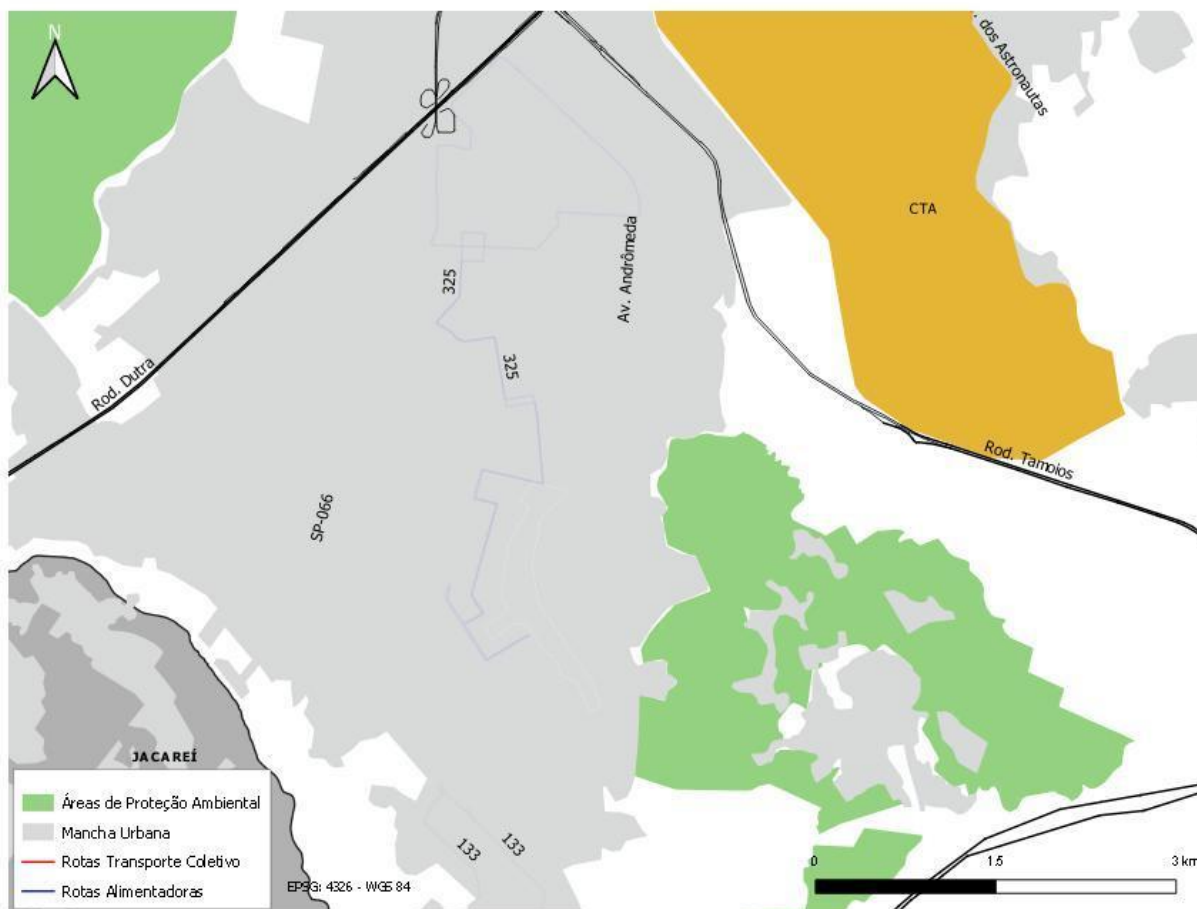 N
. dos Astronautas
CTA
325
Av. Andrômeda
325
Rod. Dutra
Rod. Tamoios
SP-066
JACAREÍ
Áreas de Proteção Ambiental
Mancha Urbana
Rotas Transporte Coletivo
Rotas Alimentadoras
133
133
EPSG: 4326 - WGS 84
0 1.5 3 km